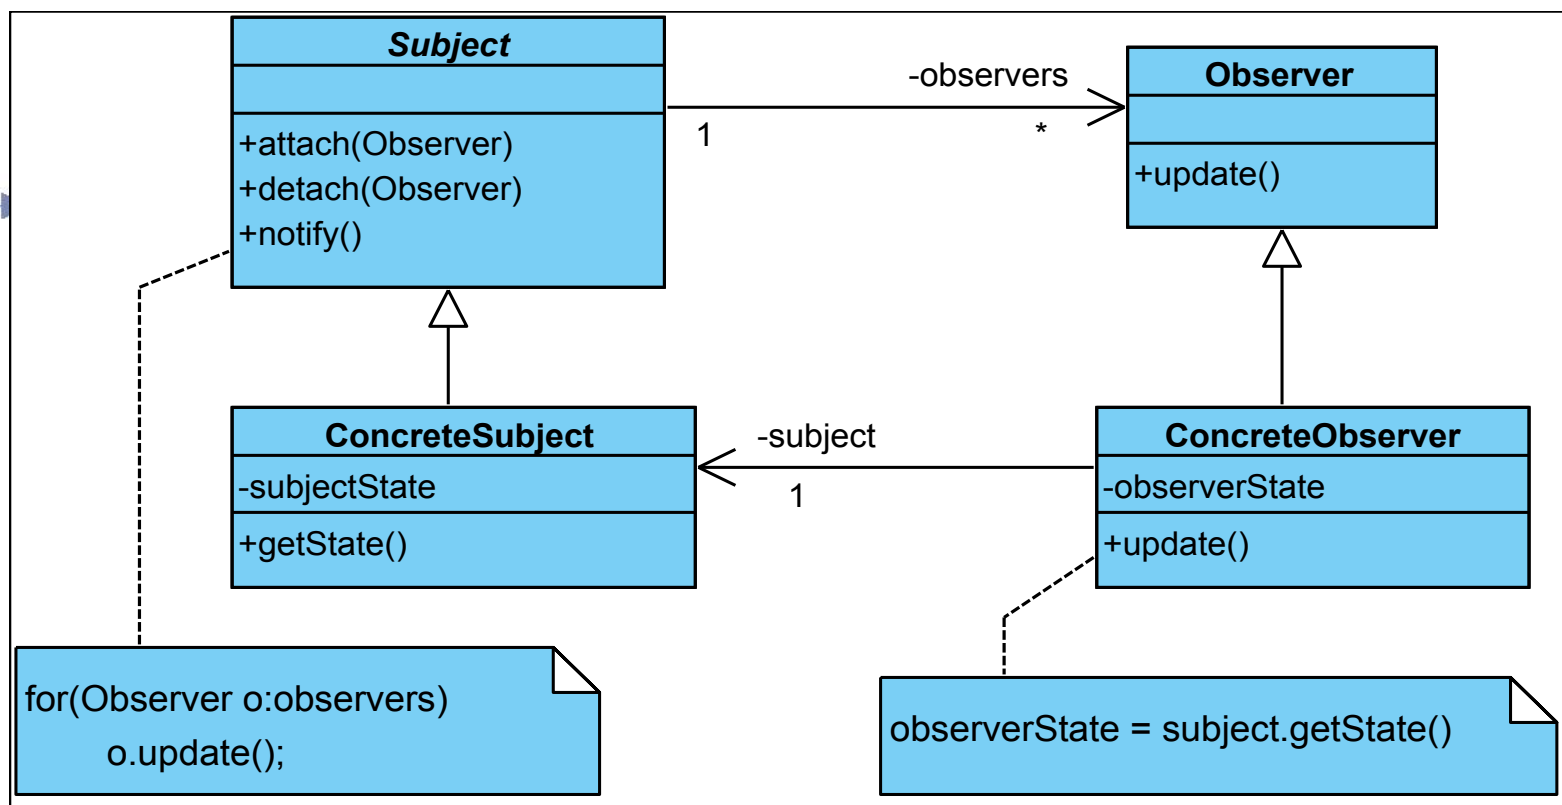 Subject
+attach(Observer)
+detach(Observer)
+notify()
-observers
1
*
Observer
+update()
ConcreteSubject
-subjectState
+getState()
-subject
1
ConcreteObserver
-observerState
+update()
for(Observer o:observers)
o.update();
observerState = subject.getState()